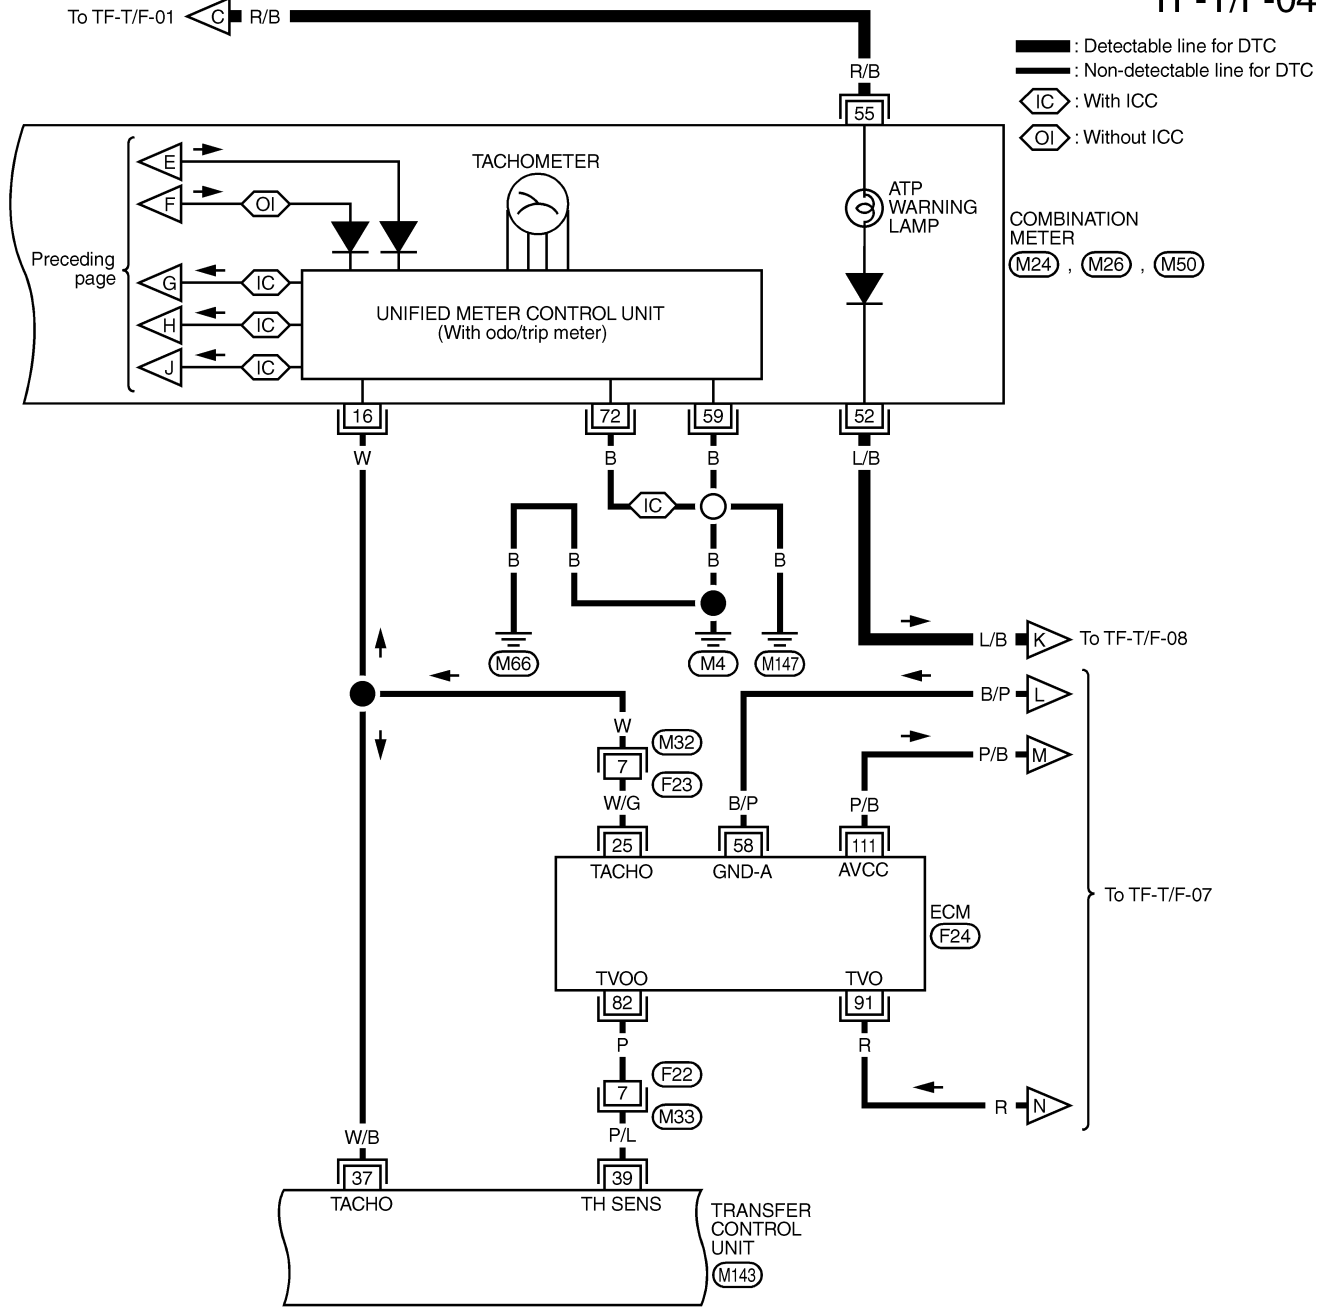 TF-T/F-04
To TF-T/F-01
C
R/B
: Detectable line for DTC
: Non-detectable line for DTC
IC : With ICC
OI : Without ICC
R/B
55
E
F
OI
TACHOMETER
ATP
WARNING
LAMP
COMBINATION
METER
M24 , M26 , M50
Preceding
page
G
IC
H
IC
J
IC
UNIFIED METER CONTROL UNIT
(With odo/trip meter)
16
72
59
52
W
B
B
L/B
IC
B
B
B
B
M66
M4
M147
L/B
K
To TF-T/F-08
B/P
L
W
M32
7
F23
P/B
M
W/G
B/P
P/B
25
58
111
TACHO
GND-A
AVCC
To TF-T/F-07
ECM
F24
TVOO
TVO
82
91
P
R
F22
7
M33
R
N
W/B
P/L
37
39
TACHO
TH SENS
TRANSFER
CONTROL
UNIT
M143